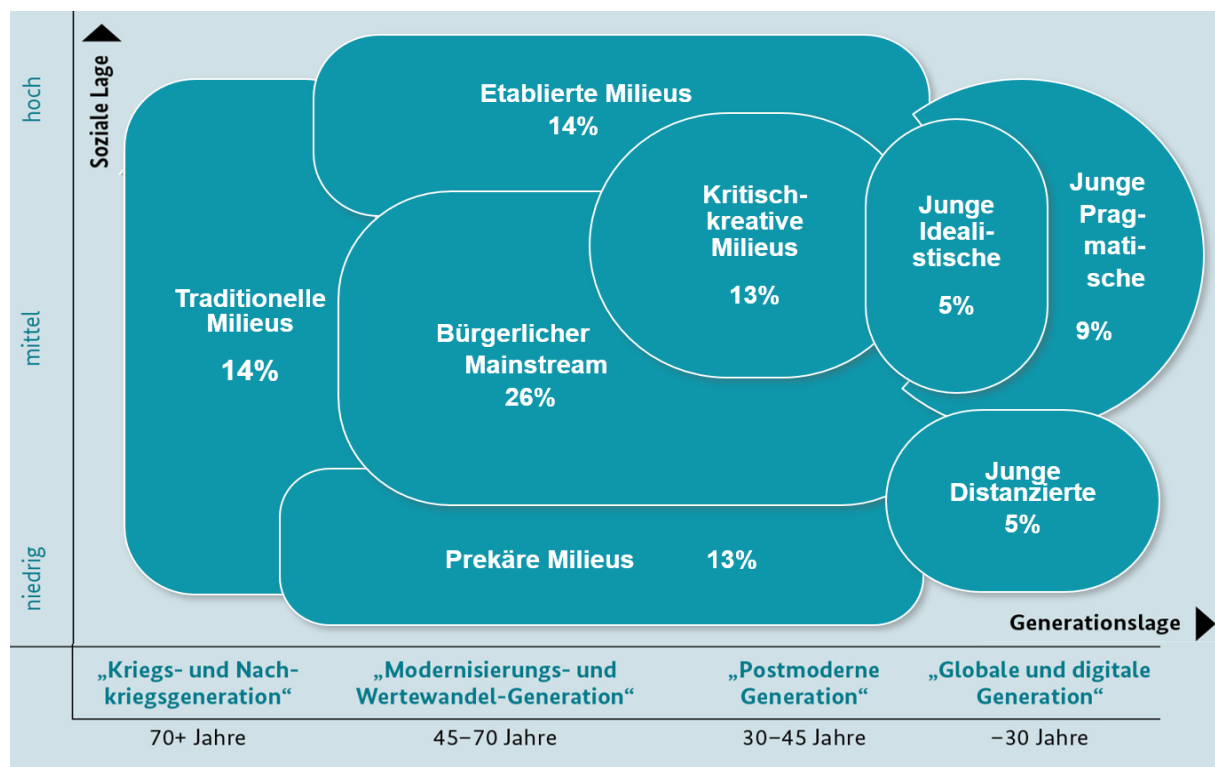 Soziale Lage
hoch
mittel
niedrig
Etablierte Milieus
14%
Kritisch-
kreative
Milieus
13%
Junge
Ideali-
stische
5%
Junge
Prag-
mati-
sche
9%
Traditionelle
Milieus
14%
Bürgerlicher
Mainstream
26%
Junge
Distanzierte
5%
Prekäre Milieus 13%
Generationslage
„Kriegs- und Nach-
kriegsgeneration“
„Modernisierungs- und
Wertewandel-Generation“
„Postmoderne
Generation“
„Globale und digitale
Generation“
70+ Jahre
45–70 Jahre
30–45 Jahre
–30 Jahre